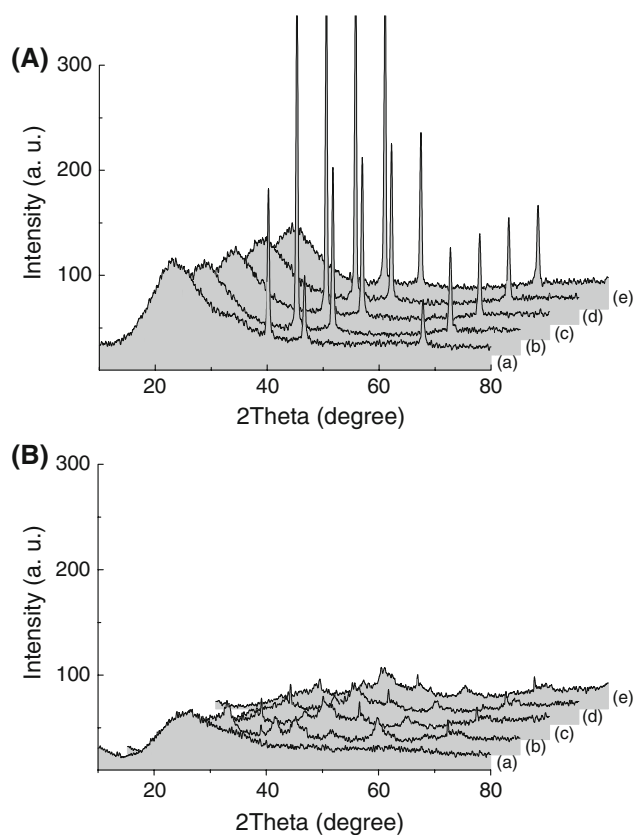 (A)
300
200
100
Intensity (a. u.)
20 40 60 80
2Theta (degree)
(a)
(b)
(c)
(d)
(e)
(B)
300
200
100
Intensity (a. u.)
20 40 60 80
2Theta (degree)
(a)
(b)
(c)
(d)
(e)